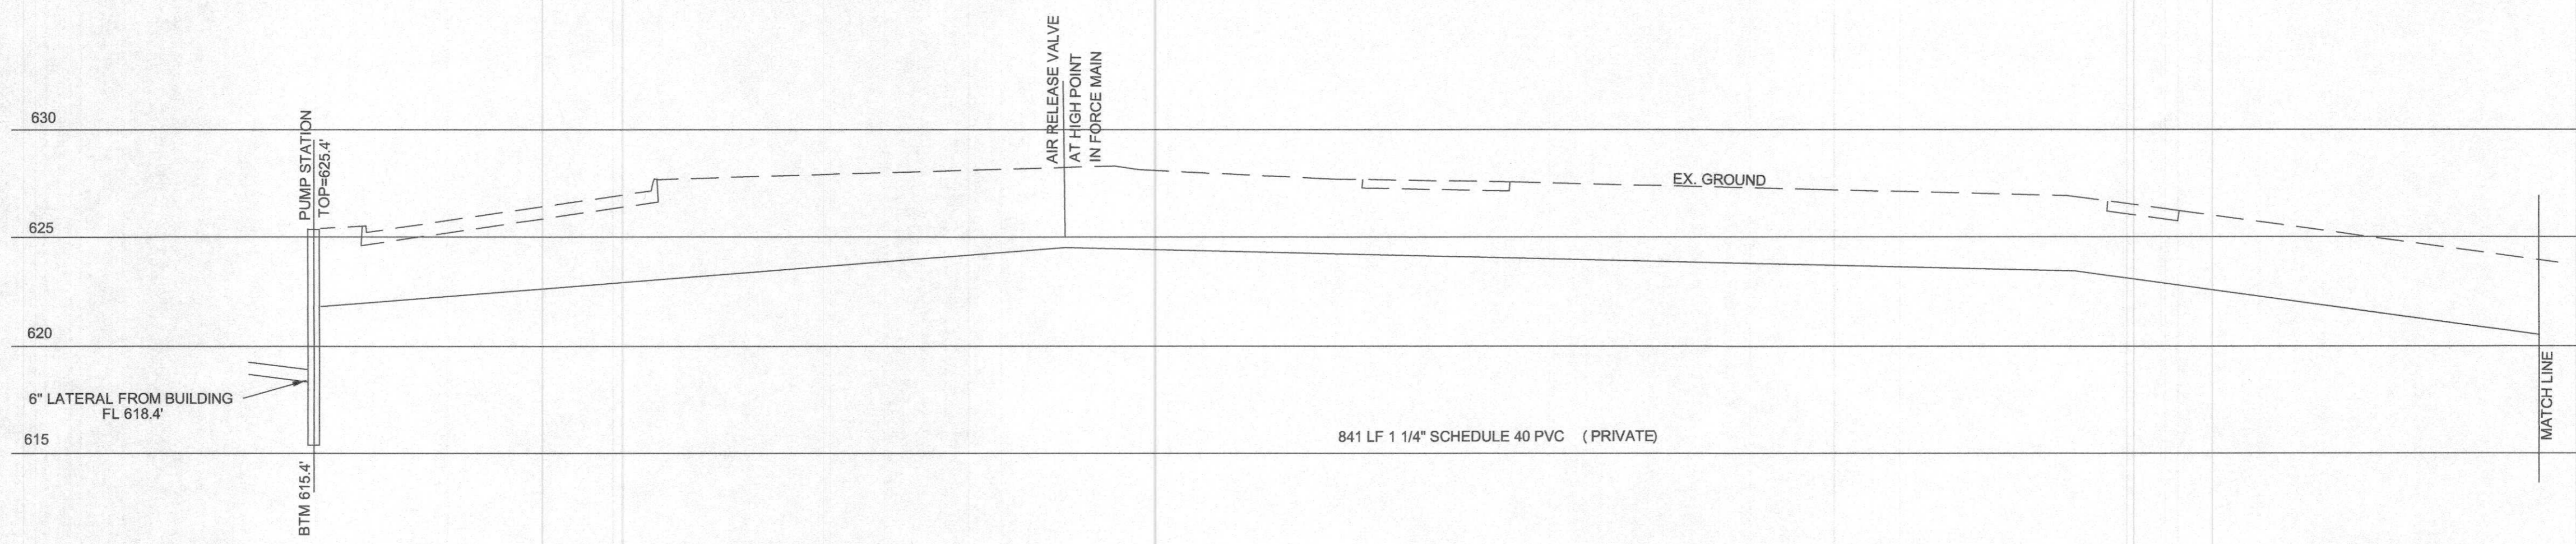 630
625
620
615
PUMP STATION
TOP=625.4'
AIR RELEASE VALVE
AT HIGH POINT
IN FORCE MAIN
EX. GROUND
6" LATERAL FROM BUILDING
FL 618.4'
BTM 615.4'
841 LF 1 1/4" SCHEDULE 40 PVC ( PRIVATE)
MATCH LINE